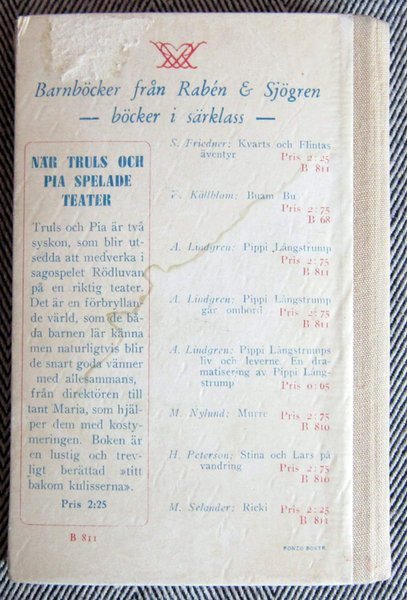 Barnböcker från Rabén & Sjögren
— böcker i särklass —
NÄR TRULS OCH
PIA SPELADE
TEATER
Truls och Pia är två
syskon, som blir ut-
sedda att medverka i
sagospelet Rödluvan
på en riktig teater.
Det är en förbryllan-
de värld, som de bå-
da barnen lär känna
men naturligtvis blir
de snart goda vänner
med allesammans,
från direktören till
tant Maria, som hjäl-
per dem med kosty-
meringen. Boken är
en lustig och trev-
ligt berättad »titt
bakom kulisserna».
Pris 2:25
B 811
S. Friedner: Kvarts och Flintas
äventyr Pris 2:25
B 811
Källblom: Buam Bu
Pris 2:75
B 68
A. Lindgren: Pippi Långstrump
Pris 2:75
B 811
A. Lindgren: Pippi Långstrump
går ombord Pris 2:75
B 811
A. Lindgren: Pippi Långstrumps
liv och leverne. En dra-
matisering av Pippi Lång-
strump Pris 0:95
M. Nylund: Murre Pris 2:75
B 810
H. Peterson: Stina och Lars på
vandring Pris 2:75
B 810
M. Selander: Ricki Pris 2:25
B 811